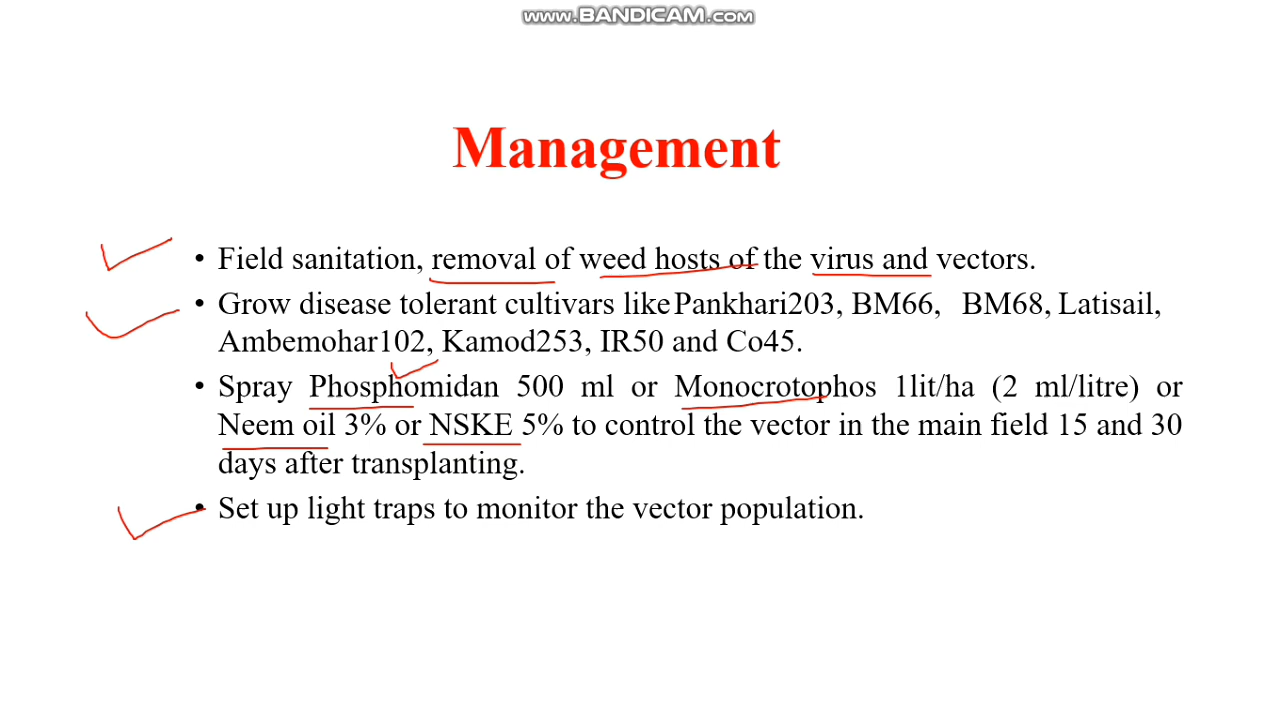 www.BANDICAM.com
Management
• Field sanitation, removal of weed hosts of the virus and vectors.
• Grow disease tolerant cultivars like Pankhari203, BM66, BM68, Latisail,
Ambemohar102, Kamod253, IR50 and Co45.
• Spray Phosphomidan 500 ml or Monocrotophos 1lit/ha (2 ml/litre) or
Neem oil 3% or NSKE 5% to control the vector in the main field 15 and 30
days after transplanting.
• Set up light traps to monitor the vector population.